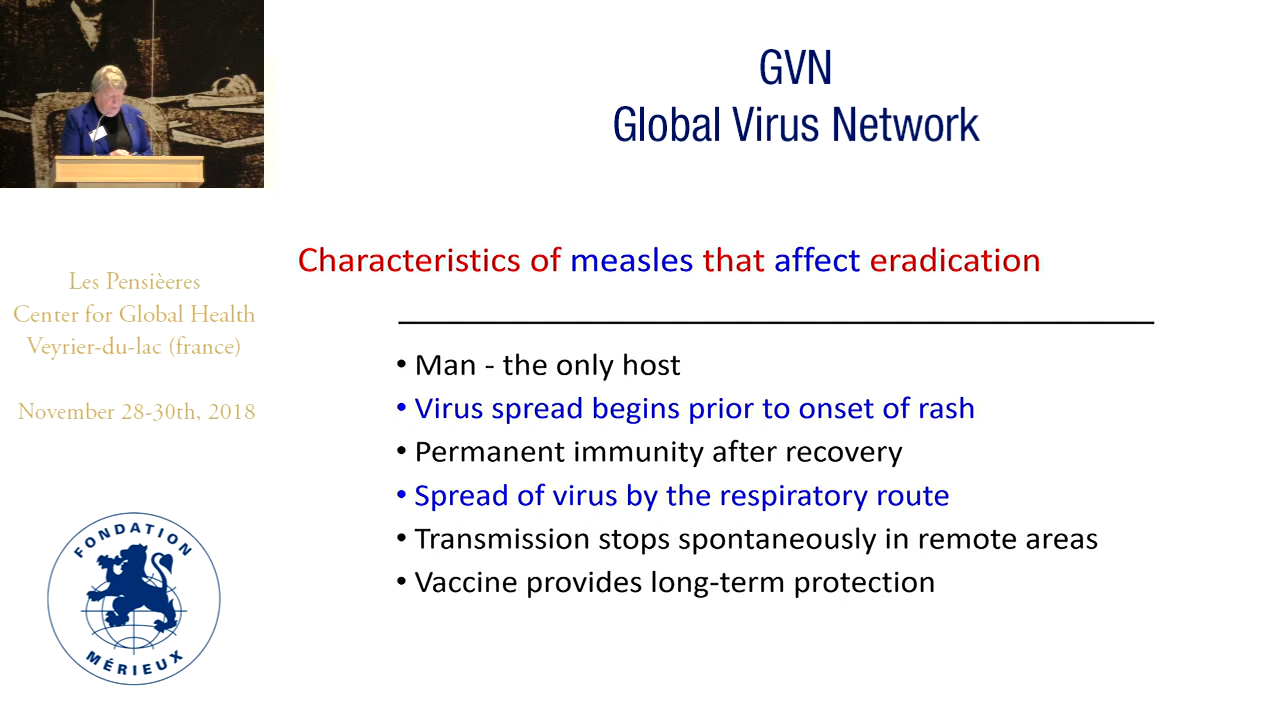 GVN
Global Virus Network
Characteristics of measles that affect eradication
• Man - the only host
• Virus spread begins prior to onset of rash
• Permanent immunity after recovery
• Spread of virus by the respiratory route
• Transmission stops spontaneously in remote areas
• Vaccine provides long-term protection
Les Pensièeres
Center for Global Health
Veyrier-du-lac (france)
November 28-30th, 2018
FONDATION
MÉRIEUX